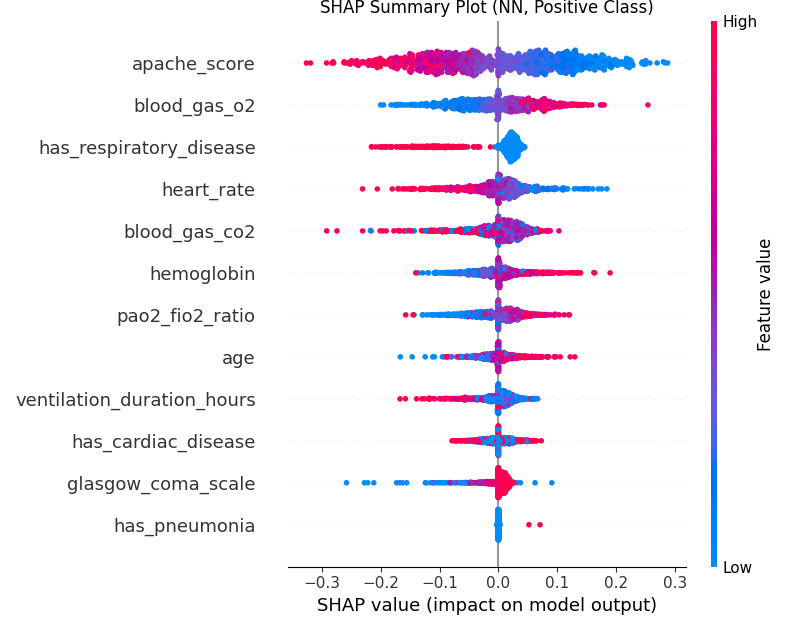 SHAP Summary Plot (NN, Positive Class)
High
apache_score
blood_gas_o2
has_respiratory_disease
heart_rate
blood_gas_co2
hemoglobin
pao2_fio2_ratio
age
ventilation_duration_hours
has_cardiac_disease
glasgow_coma_scale
has_pneumonia
Feature value
Low
−0.3 −0.2 −0.1 0.0 0.1 0.2 0.3
SHAP value (impact on model output)